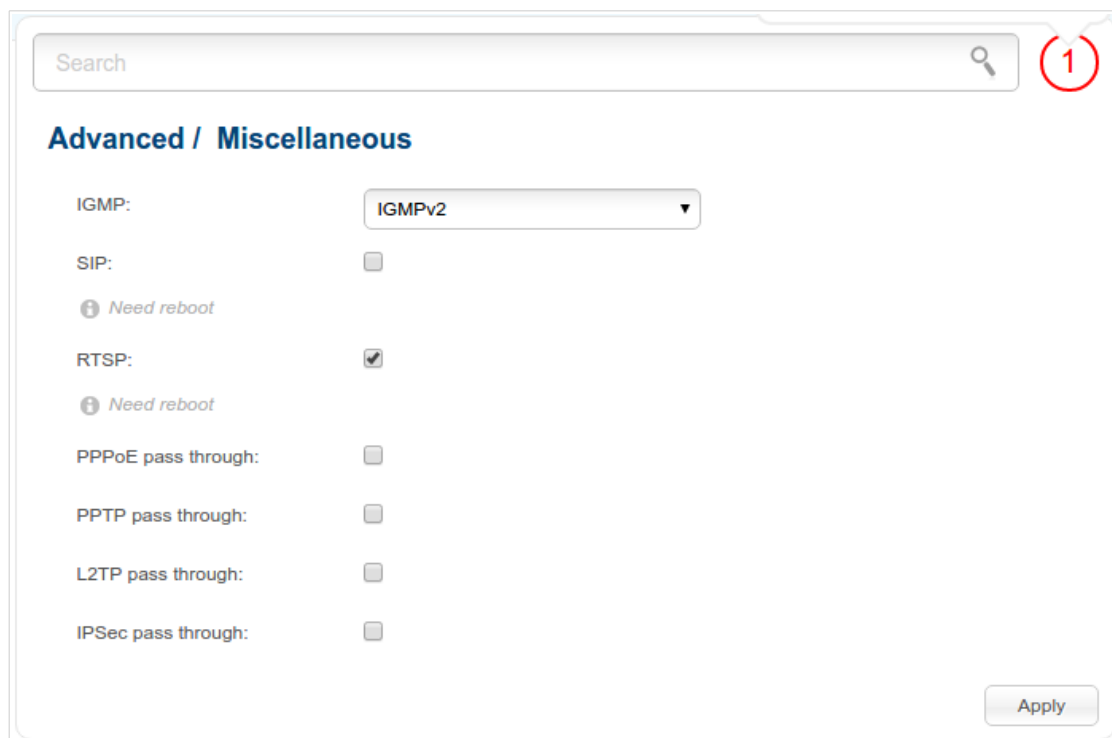 Search
1
Advanced / Miscellaneous
IGMP: IGMPv2
SIP:
Need reboot
RTSP:
Need reboot
PPPoE pass through:
PPTP pass through:
L2TP pass through:
IPSec pass through:
Apply